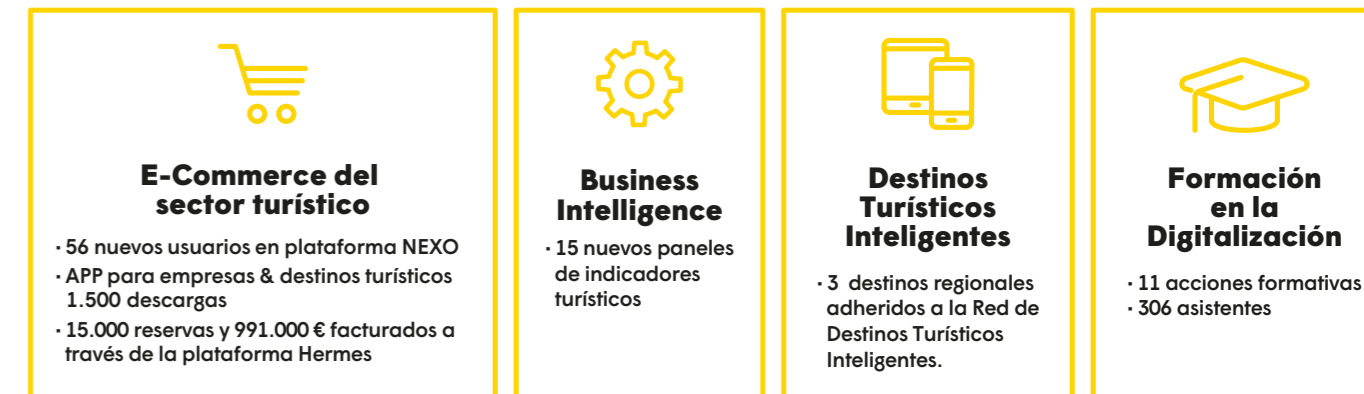 E-Commerce del
sector turístico
· 56 nuevos usuarios en plataforma NEXO
· APP para empresas & destinos turísticos
1.500 descargas
· 15.000 reservas y 991.000 € facturados a
través de la plataforma Hermes
Business
Intelligence
· 15 nuevos paneles
de indicadores
turísticos
Destinos
Turísticos
Inteligentes
· 3 destinos regionales
adheridos a la Red de
Destinos Turísticos
Inteligentes.
Formación
en la
Digitalización
· 11 acciones formativas
· 306 asistentes